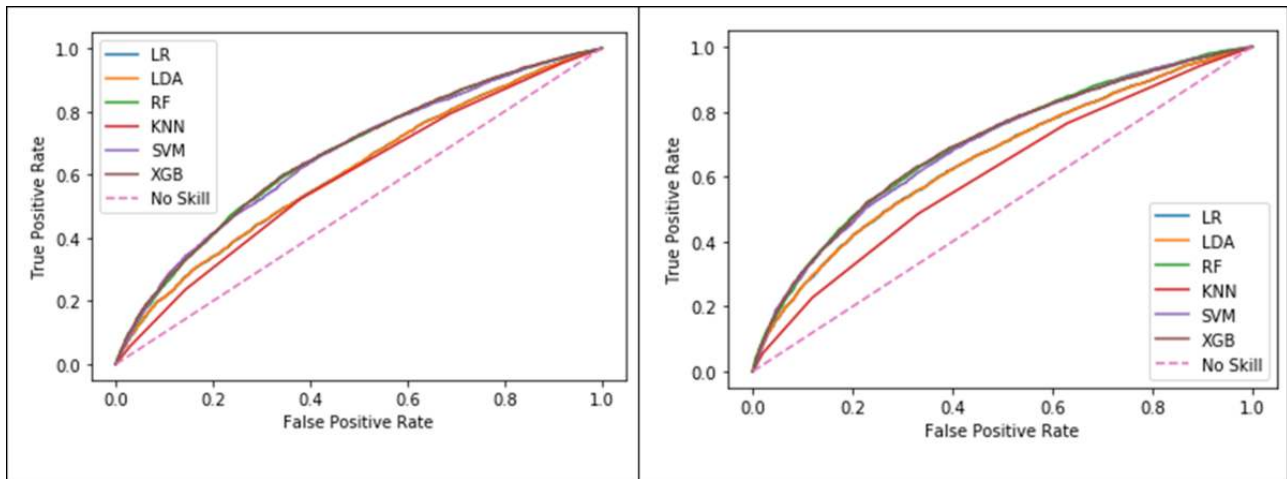 1.0
0.8
0.6
0.4
0.2
0.0
True Positive Rate
LR
LDA
RF
KNN
SVM
XGB
No Skill
0.0 0.2 0.4 0.6 0.8 1.0
False Positive Rate
1.0
0.8
0.6
0.4
0.2
0.0
True Positive Rate
LR
LDA
RF
KNN
SVM
XGB
No Skill
0.0 0.2 0.4 0.6 0.8 1.0
False Positive Rate